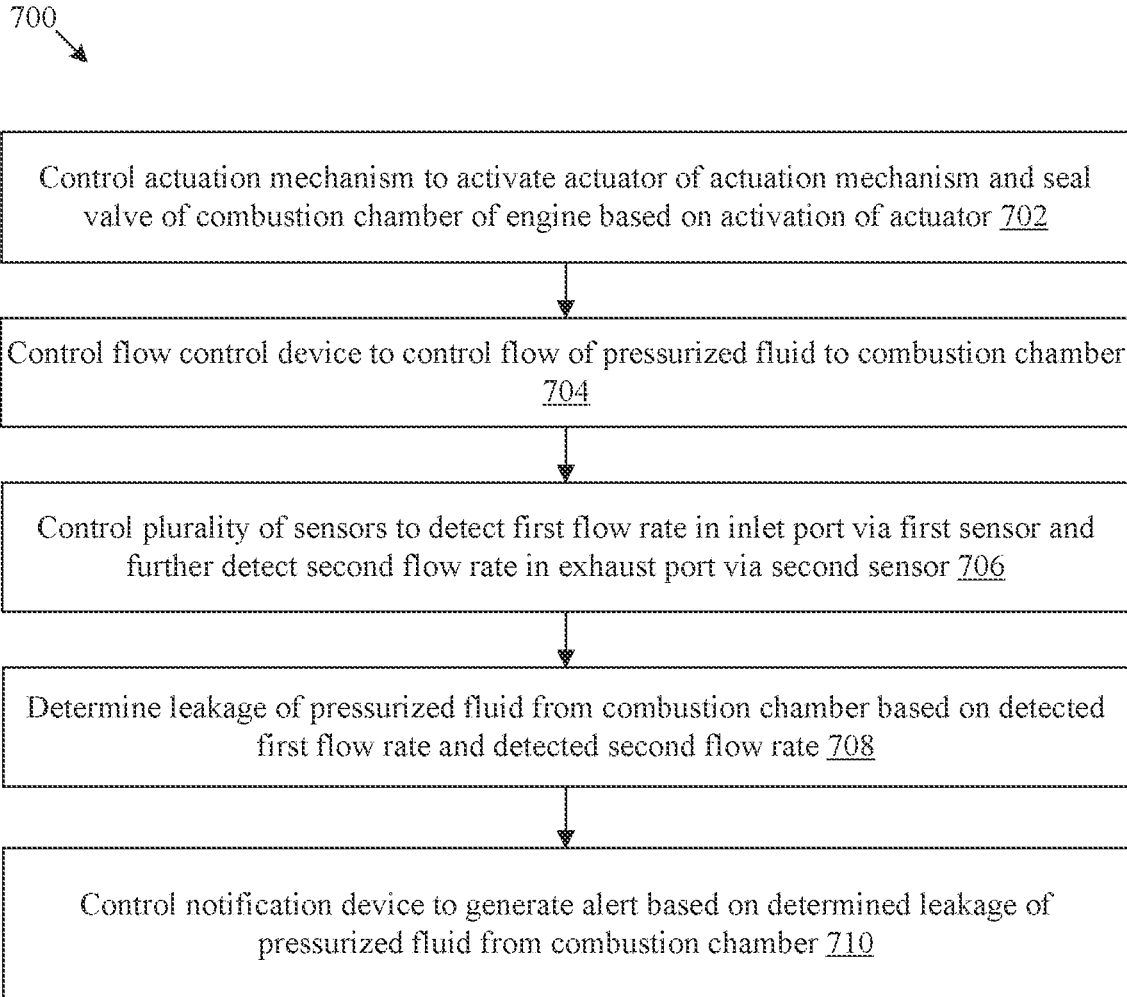 700
Control actuation mechanism to activate actuator of actuation mechanism and seal
valve of combustion chamber of engine based on activation of actuator 702
Control flow control device to control flow of pressurized fluid to combustion chamber
704
Control plurality of sensors to detect first flow rate in inlet port via first sensor and
further detect second flow rate in exhaust port via second sensor 706
Determine leakage of pressurized fluid from combustion chamber based on detected
first flow rate and detected second flow rate 708
Control notification device to generate alert based on determined leakage of
pressurized fluid from combustion chamber 710